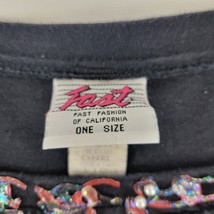 Fast
FAST FASHION
OF CALIFORNIA
ONE SIZE